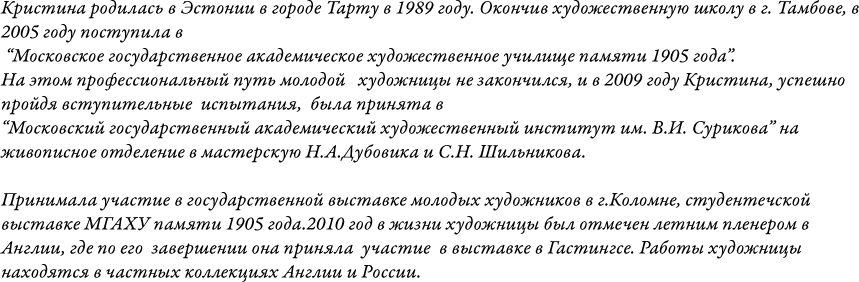 Кристина родилась в Эстонии в городе Тарту в 1989 году. Окончив художественную школу в г. Тамбове, в
2005 году поступила в
“Московское государственное академическое художественное училище памяти 1905 года”.
На этом профессиональный путь молодой художницы не закончился, и в 2009 году Кристина, успешно
пройдя вступительные испытания, была принята в
“Московский государственный академический художественный институт им. В.И. Сурикова” на
живописное отделение в мастерскую Н.А.Дубовика и С.Н. Шильникова.

Принимала участие в государственной выставке молодых художников в г.Коломне, студентечской
выставке МГАХУ памяти 1905 года.2010 год в жизни художницы был отмечен летним пленером в
Англии, где по его завершении она приняла участие в выставке в Гастингсе. Работы художницы
находятся в частных коллекциях Англии и России.